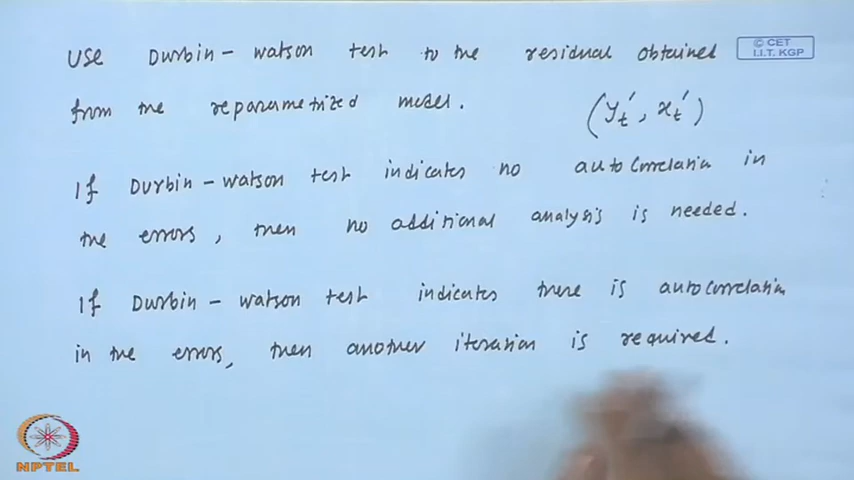 Use Durbin - Watson test to the residual obtained
© CET
I.I.T. KGP
from the reparametrized model. (y_t', x_t')
If Durbin - Watson test indicates no autocorrelation in
the errors, then no additional analysis is needed.
If Durbin - Watson test indicates there is autocorrelation
in the errors, then another iteration is required.
NPTEL